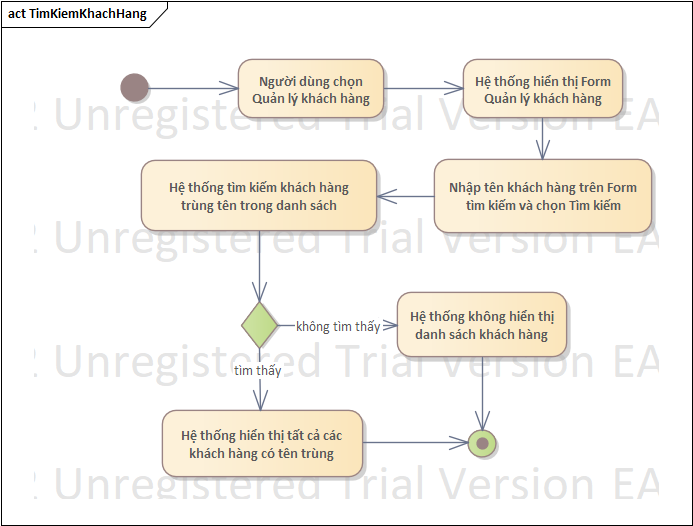 act TimKiemKhachHang
Người dùng chọn
Quản lý khách hàng
Hệ thống hiển thị Form
Quản lý khách hàng
2 Unregistered Trial Version EA
Hệ thống tìm kiếm khách hàng
trùng tên trong danh sách
Nhập tên khách hàng trên Form
tìm kiếm và chọn Tìm kiếm
2 Unregistered Trial Version EA
không tìm thấy
Hệ thống không hiển thị
danh sách khách hàng
tìm thấy
2 Unregistered Trial Version EA
Hệ thống hiển thị tất cả các
khách hàng có tên trùng
2 Unregistered Trial Version EA